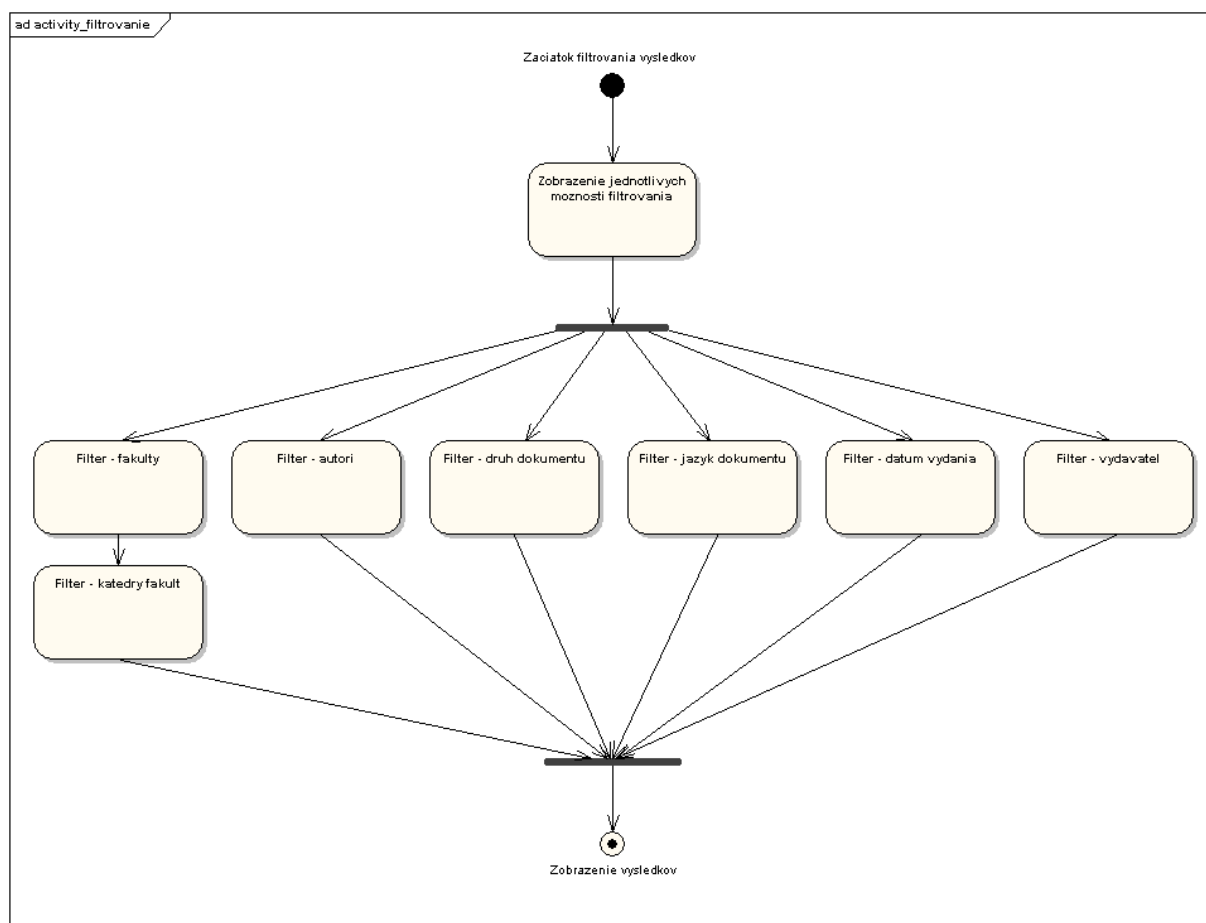 ad activity_filtrovanie
Zaciatok filtrovania vysledkov
Zobrazenie jednotlivych
moznosti filtrovania
Filter - fakulty
Filter - autori
Filter - druh dokumentu
Filter - jazyk dokumentu
Filter - datum vydania
Filter - vydavatel
Filter - katedry fakult
Zobrazenie vysledkov